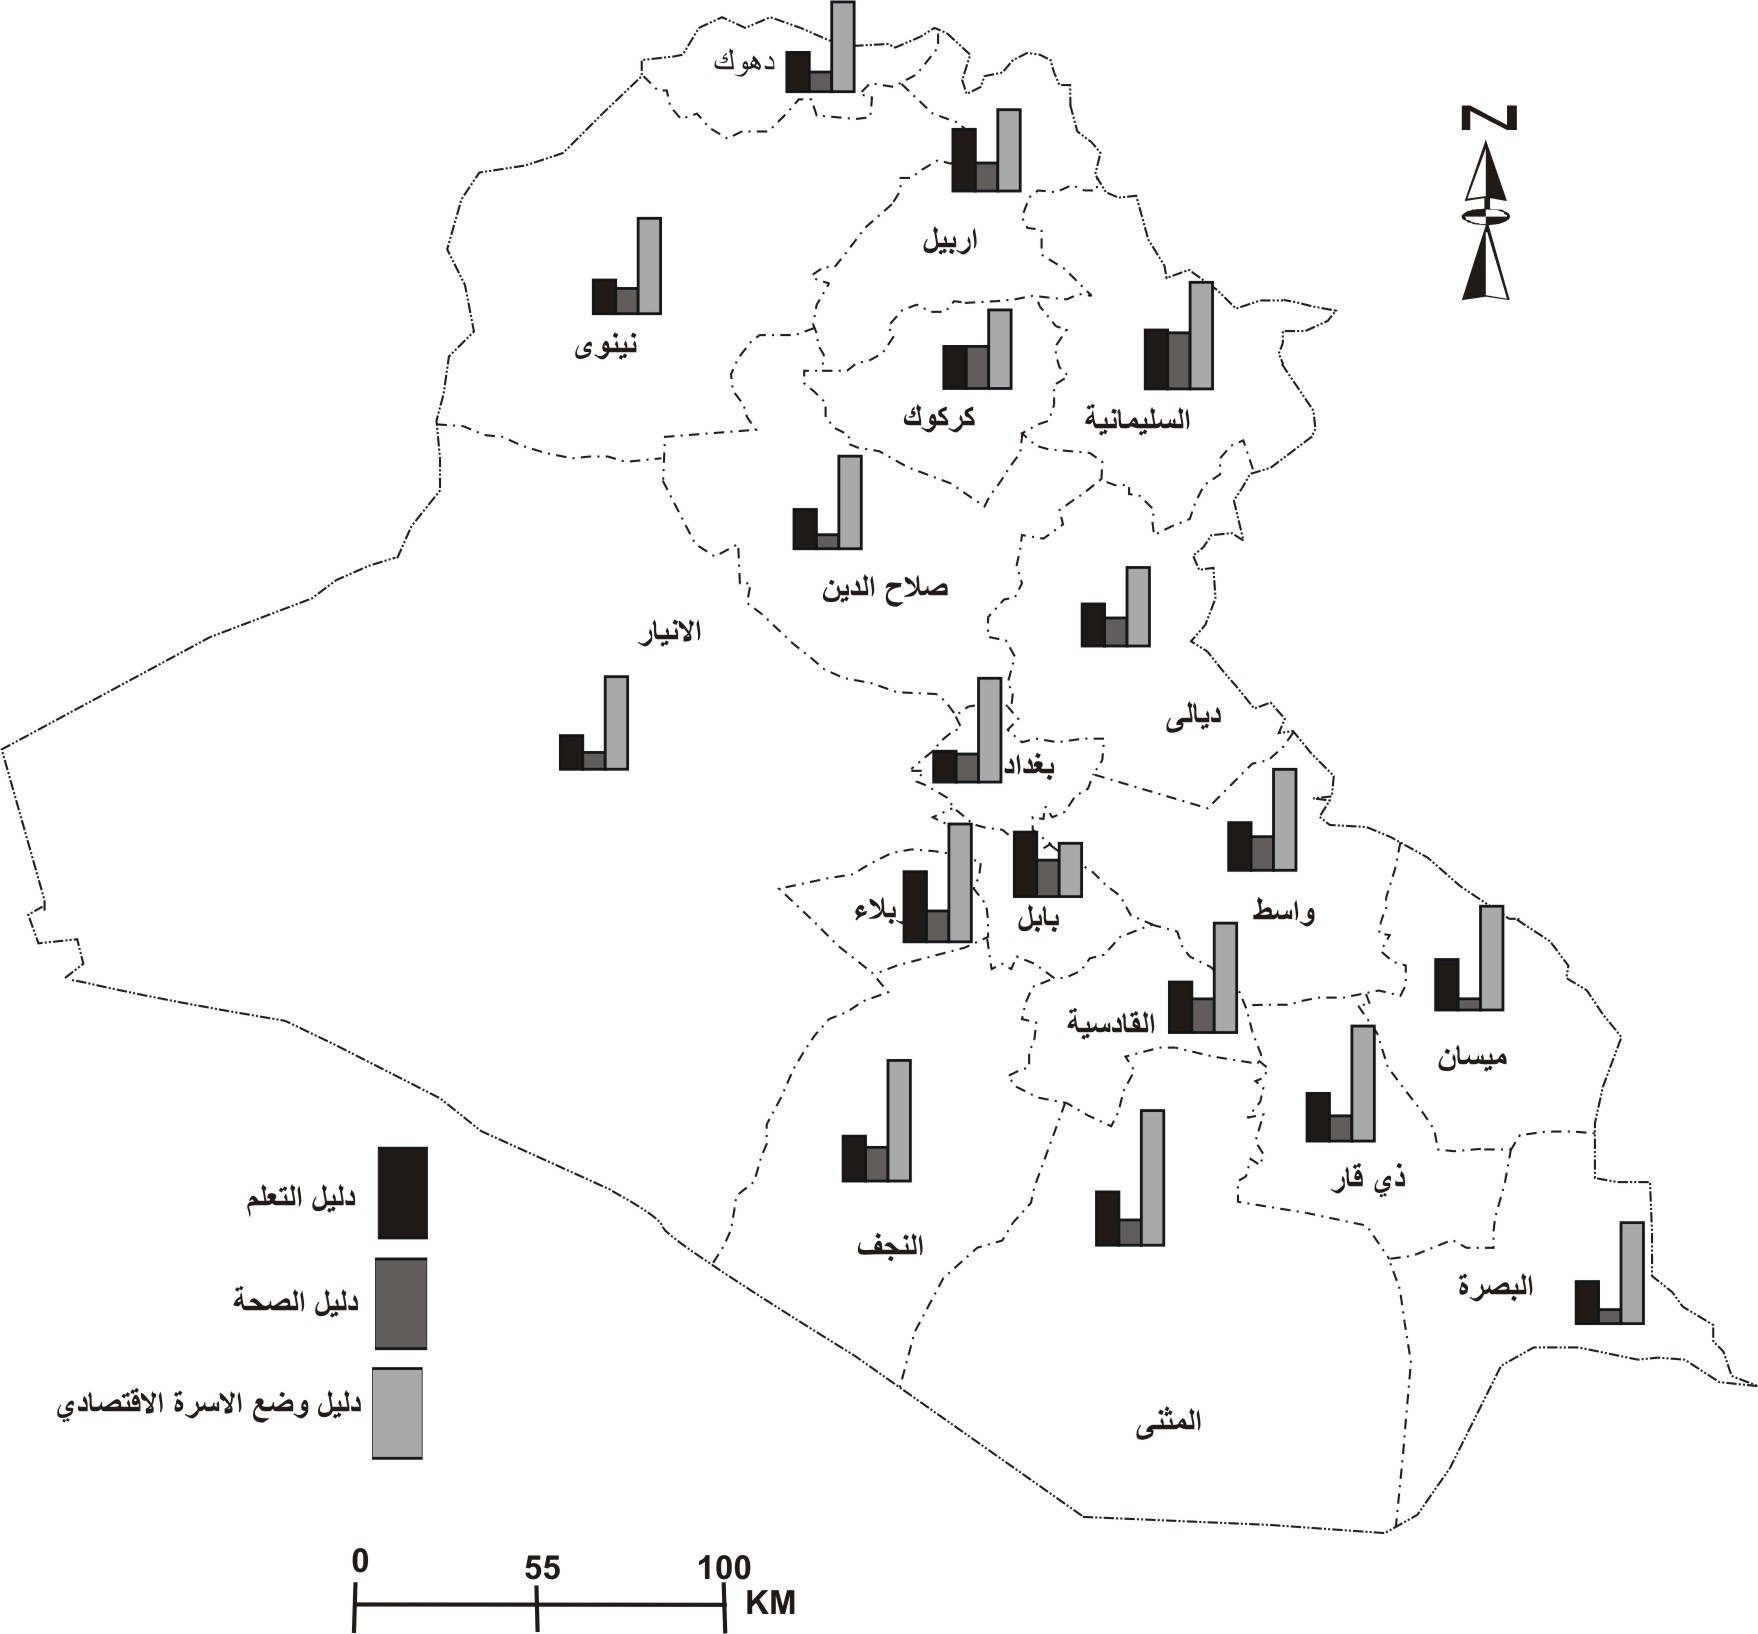 دهوك
N
اربيل
نينوى
كركوك
السليمانية
صلاح الدين
الانيار
ديالى
بغداد
بلاء
بابل
واسط
القادسية
ميسان
ذي قار
النجف
البصرة
المثنى
دليل التعلم
دليل الصحة
دليل وضع الاسرة الاقتصادي
0 55 100
KM